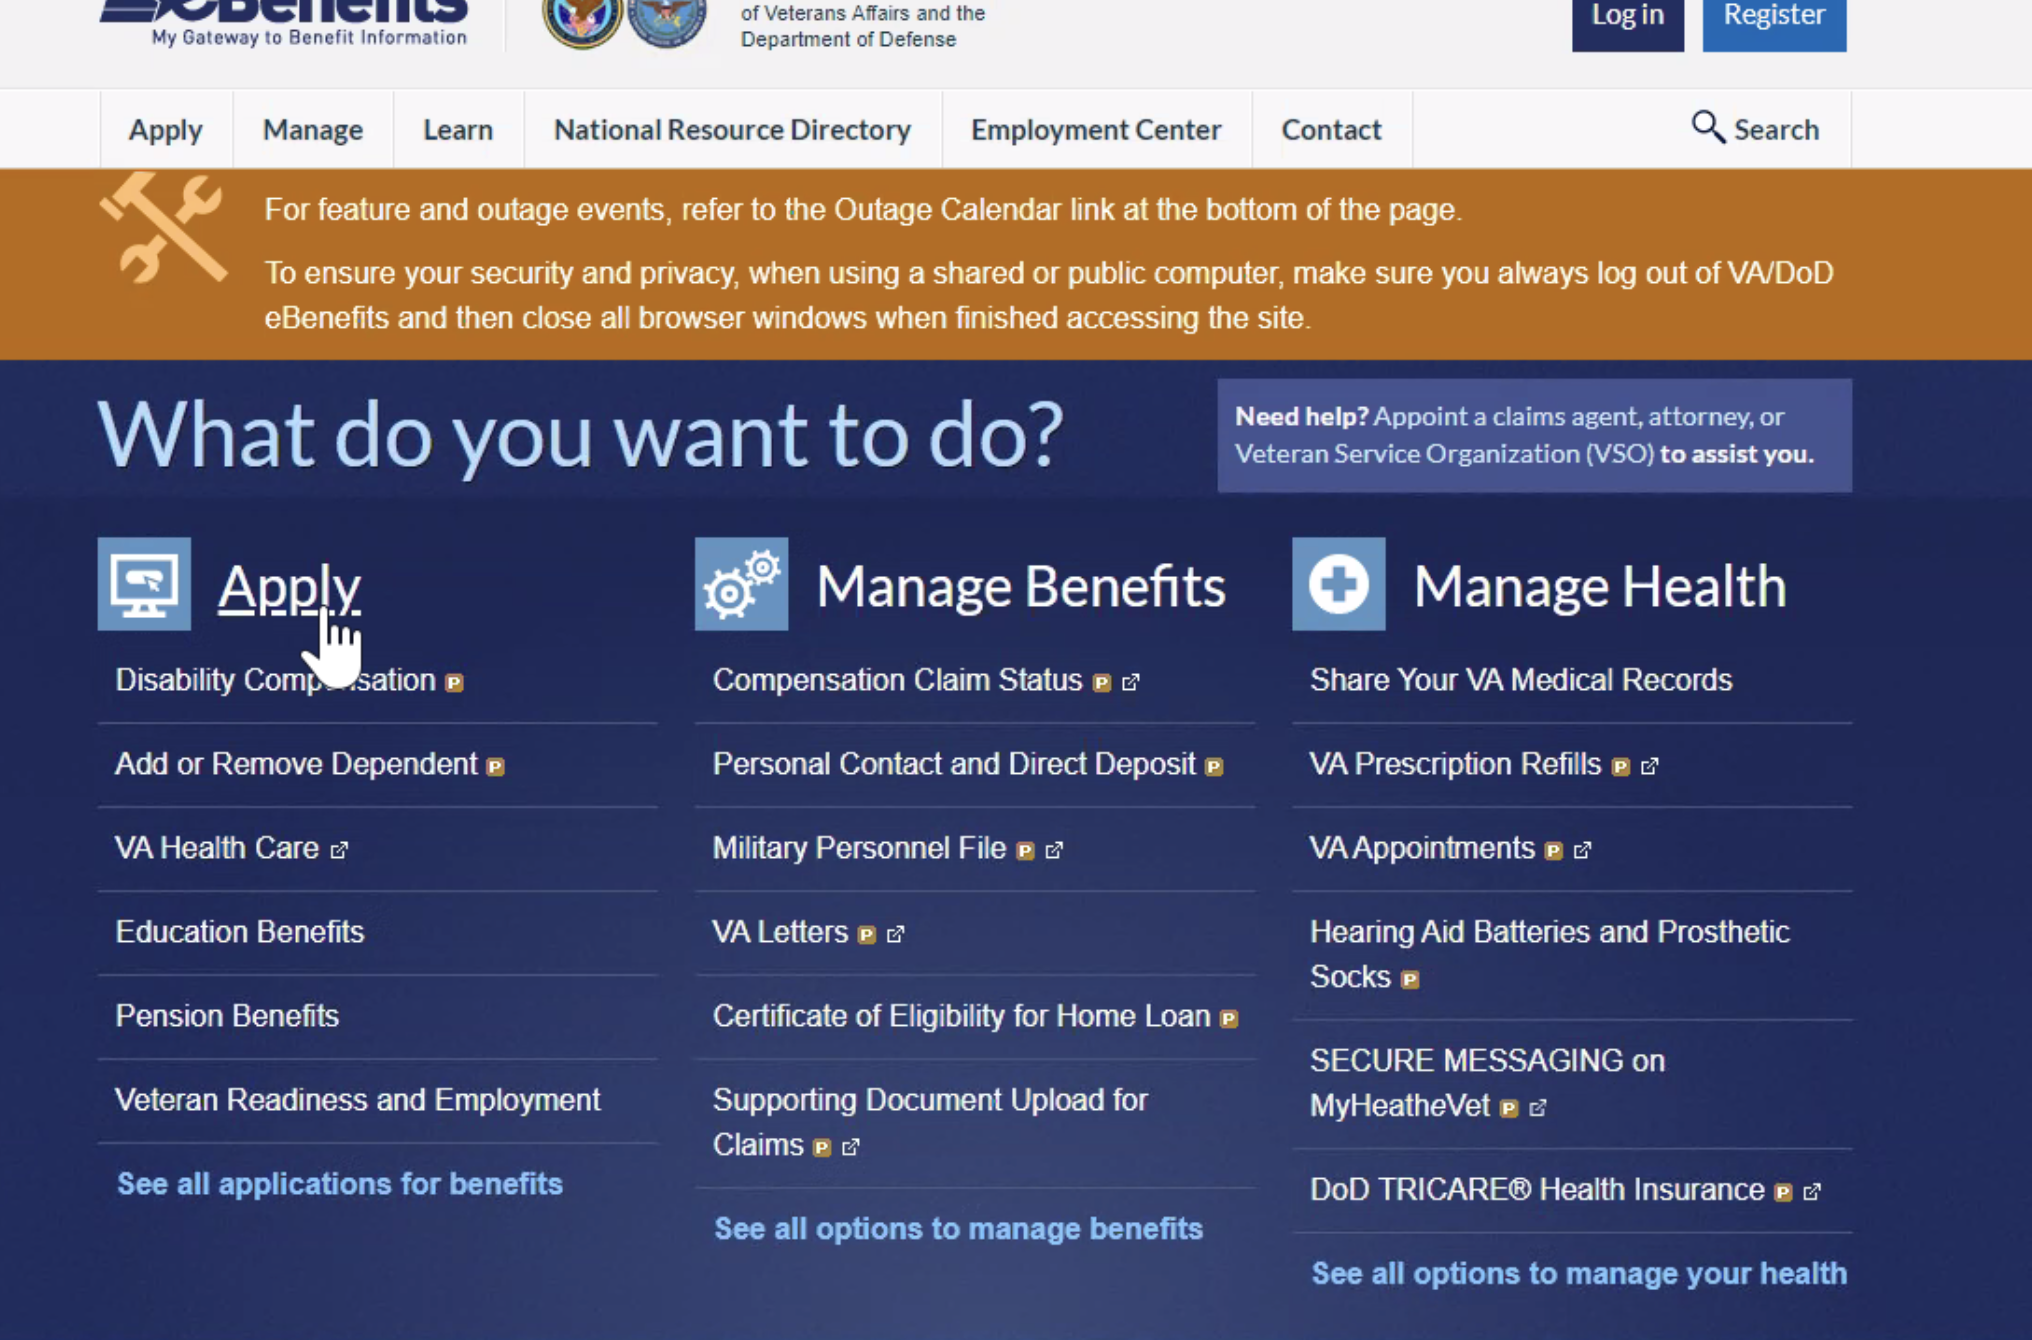 eBenefits
My Gateway to Benefit Information
of Veterans Affairs and the
Department of Defense
Log in
Register
Apply
Manage
Learn
National Resource Directory
Employment Center
Contact
Search
For feature and outage events, refer to the Outage Calendar link at the bottom of the page.
To ensure your security and privacy, when using a shared or public computer, make sure you always log out of VA/DoD
eBenefits and then close all browser windows when finished accessing the site.
What do you want to do?
Need help? Appoint a claims agent, attorney, or
Veteran Service Organization (VSO) to assist you.
Apply
Disability Compensation P
Add or Remove Dependent P
VA Health Care
Education Benefits
Pension Benefits
Veteran Readiness and Employment
See all applications for benefits
Manage Benefits
Compensation Claim Status P
Personal Contact and Direct Deposit P
Military Personnel File P
VA Letters P
Certificate of Eligibility for Home Loan P
Supporting Document Upload for
Claims P
See all options to manage benefits
Manage Health
Share Your VA Medical Records
VA Prescription Refills P
VA Appointments P
Hearing Aid Batteries and Prosthetic
Socks P
SECURE MESSAGING on
MyHeatheVet P
DoD TRICARE® Health Insurance P
See all options to manage your health